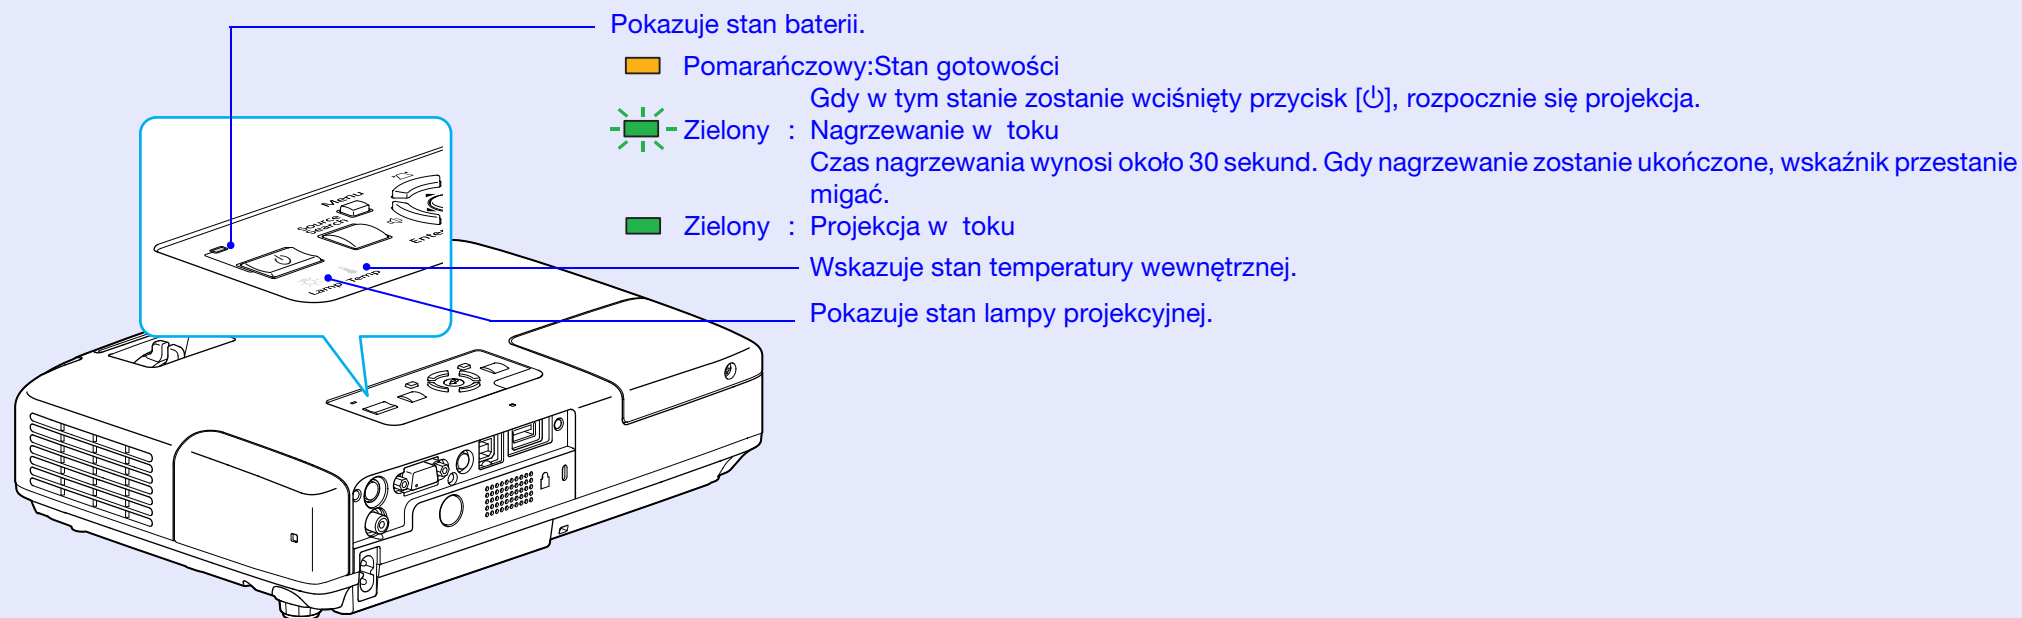 Pokazuje stan baterii.
Pomarańczowy:Stan gotowości
Gdy w tym stanie zostanie wciśnięty przycisk [⏻], rozpocznie się projekcja.
Zielony : Nagrzewanie w toku
Czas nagrzewania wynosi około 30 sekund. Gdy nagrzewanie zostanie ukończone, wskaźnik przestanie
migać.
Zielony : Projekcja w toku
Wskazuje stan temperatury wewnętrznej.
Pokazuje stan lampy projekcyjnej.
Menu
Source
Search
Enter
Lamp Temp